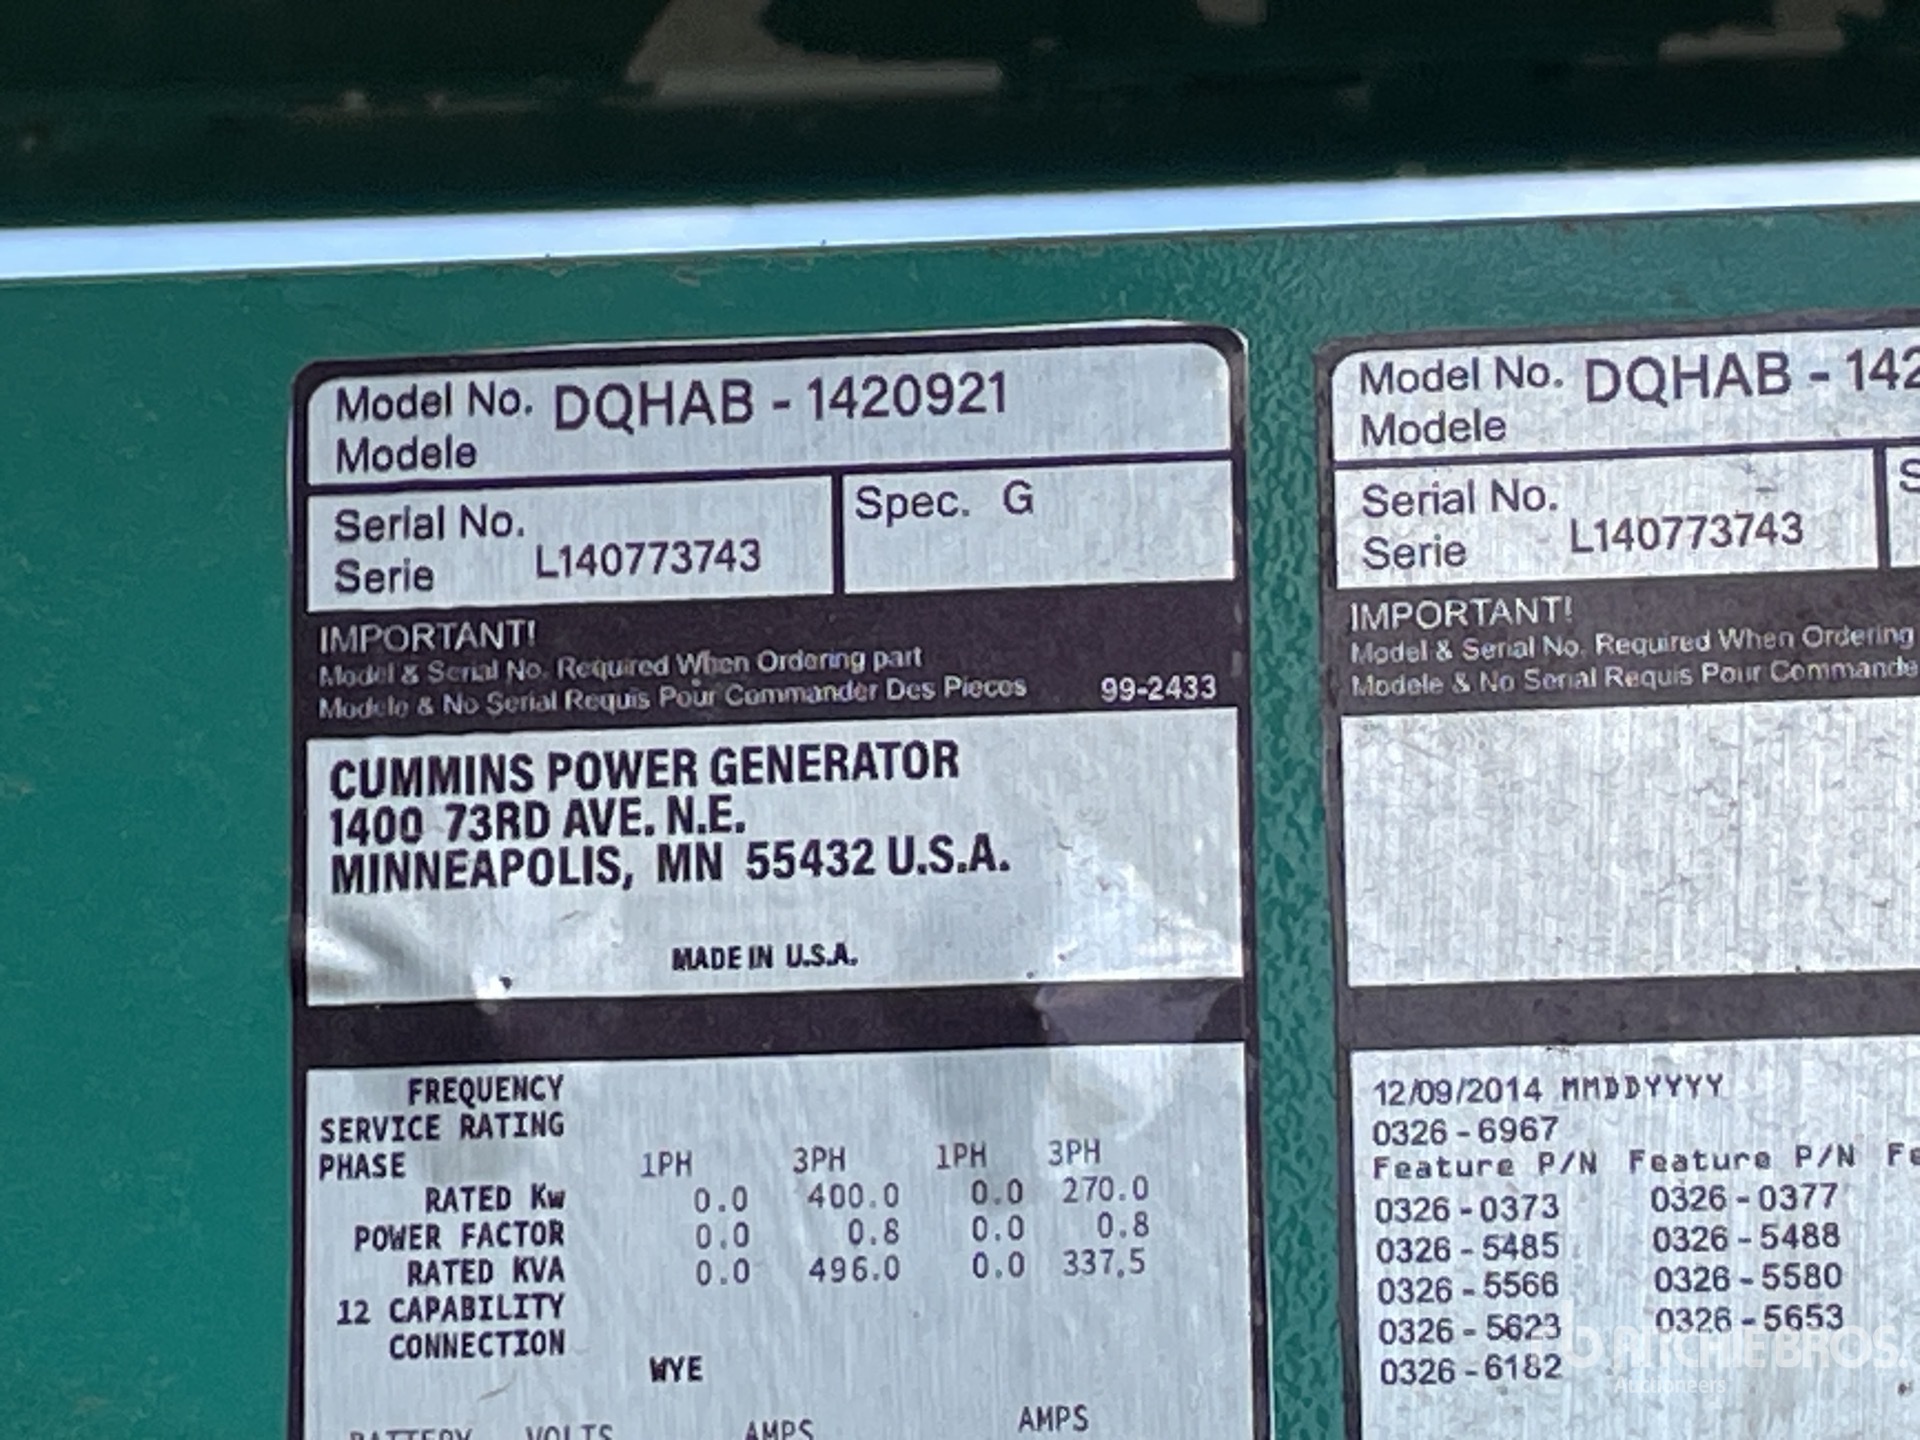 Model No. DQHAB - 1420921
Modele
Serial No.
Serie L140773743
Spec. G
IMPORTANT!
Model & Serial No. Required When Ordering part
Modele & No Serial Requis Pour Commander Des Pieces 99-2433
CUMMINS POWER GENERATOR
1400 73RD AVE. N.E.
MINNEAPOLIS, MN 55432 U.S.A.
MADE IN U.S.A.
FREQUENCY
SERVICE RATING
PHASE 1PH 3PH 1PH 3PH
RATED Kw 0.0 400.0 0.0 270.0
POWER FACTOR 0.0 0.8 0.0 0.8
RATED KVA 0.0 496.0 0.0 337.5
12 CAPABILITY
CONNECTION
WYE
BATTERY VOLTS AMPS AMPS
Model No. DQHAB - 142
Modele
Serial No.
Serie L140773743
S
IMPORTANT!
Model & Serial No. Required When Ordering
Modele & No Serial Requis Pour Commande
12/09/2014 MMDDYYYY
0326 - 6967
Feature P/N Feature P/N Fe
0326 - 0373 0326 - 0377
0326 - 5485 0326 - 5488
0326 - 5566 0326 - 5580
0326 - 5623 0326 - 5653
0326 - 6182
RITCHIE BROS.
Auctioneers